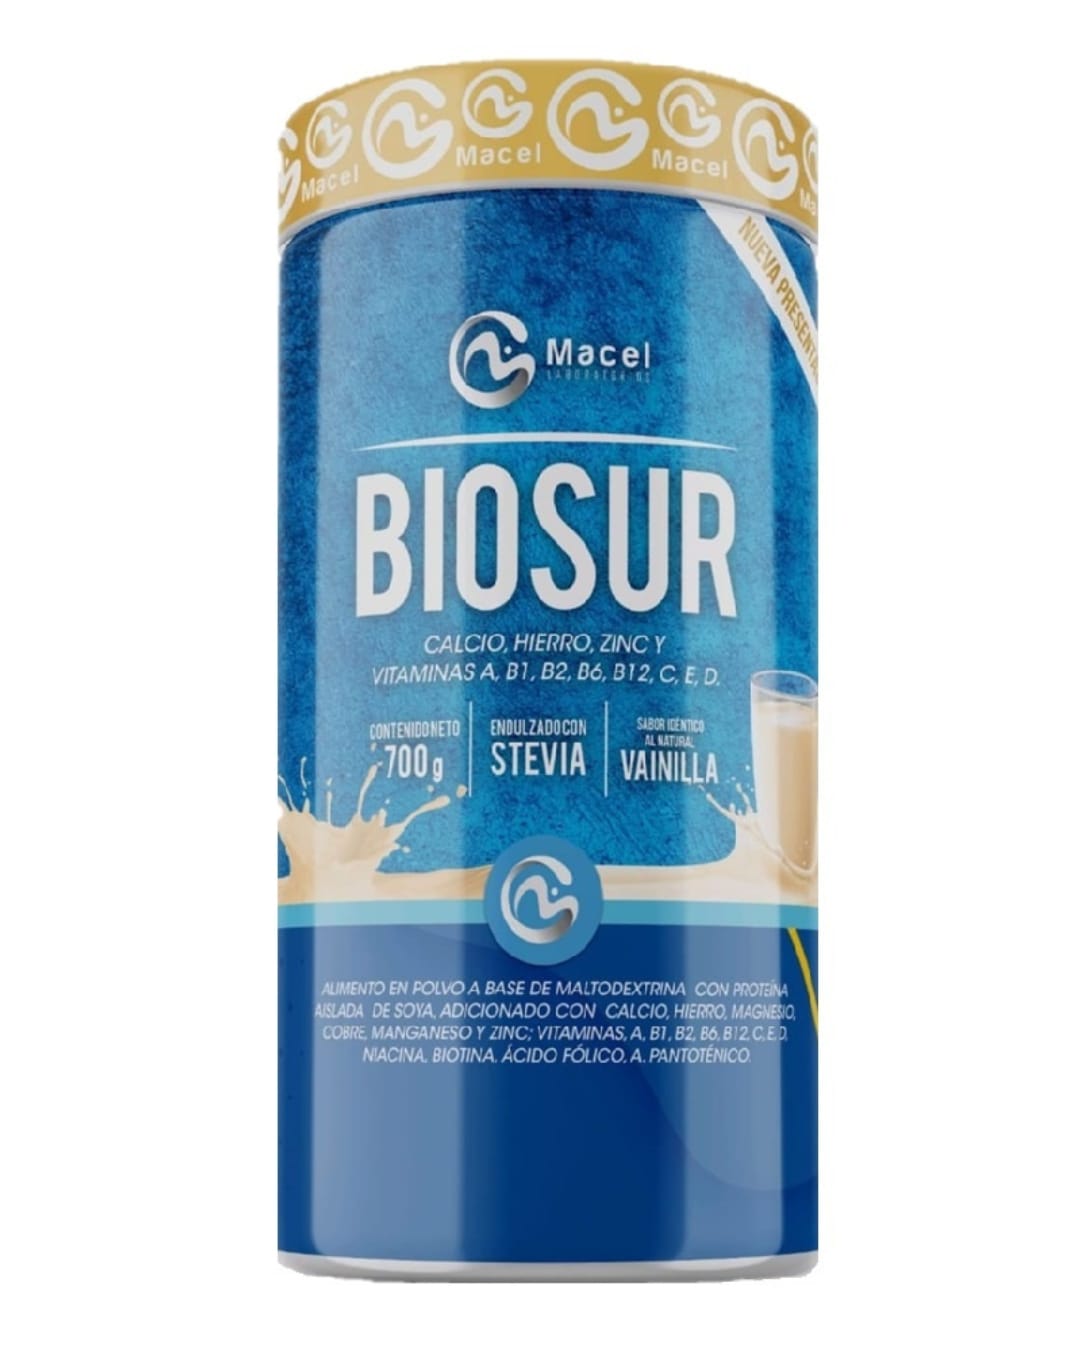 Macel
Macel
Macel
NUEVA
Macel
LABORATORIOS
BIOSUR
CALCIO, HIERRO, ZINC Y
VITAMINAS A, B1, B2, B6, B12, C, E, D.
CONTENIDO NETO
700 g
ENDULZADO CON
STEVIA
SABOR IDÉNTICO
AL NATURAL
VAINILLA
ALIMENTO EN POLVO A BASE DE MALTODEXTRINA CON PROTEÍNA
AISLADA DE SOYA, ADICIONADO CON CALCIO, HIERRO, MAGNESIO,
COBRE, MANGANESO Y ZINC; VITAMINAS, A, B1, B2, B6, B12, C, E, D,
NIACINA, BIOTINA, ÁCIDO FÓLICO, A. PANTOTÉNICO.